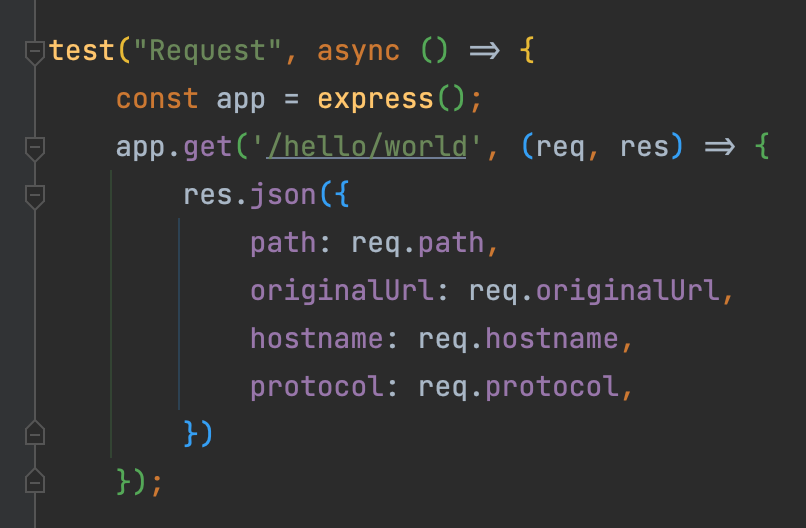 test("Request", async () => {
const app = express();
app.get('/hello/world', (req, res) => {
res.json({
path: req.path,
originalUrl: req.originalUrl,
hostname: req.hostname,
protocol: req.protocol,
})
});